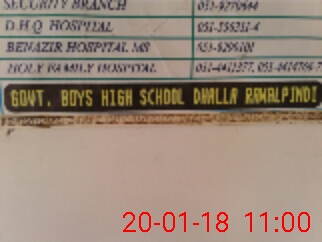 SECURITY BRANCH
D.H.Q HOSPITAL
BENAZIR HOSPITAL MS
HOLY FAMILY HOSPITAL
GOVT. BOYS HIGH SCHOOL DHALLA RAWALPINDI
20-01-18 11:00